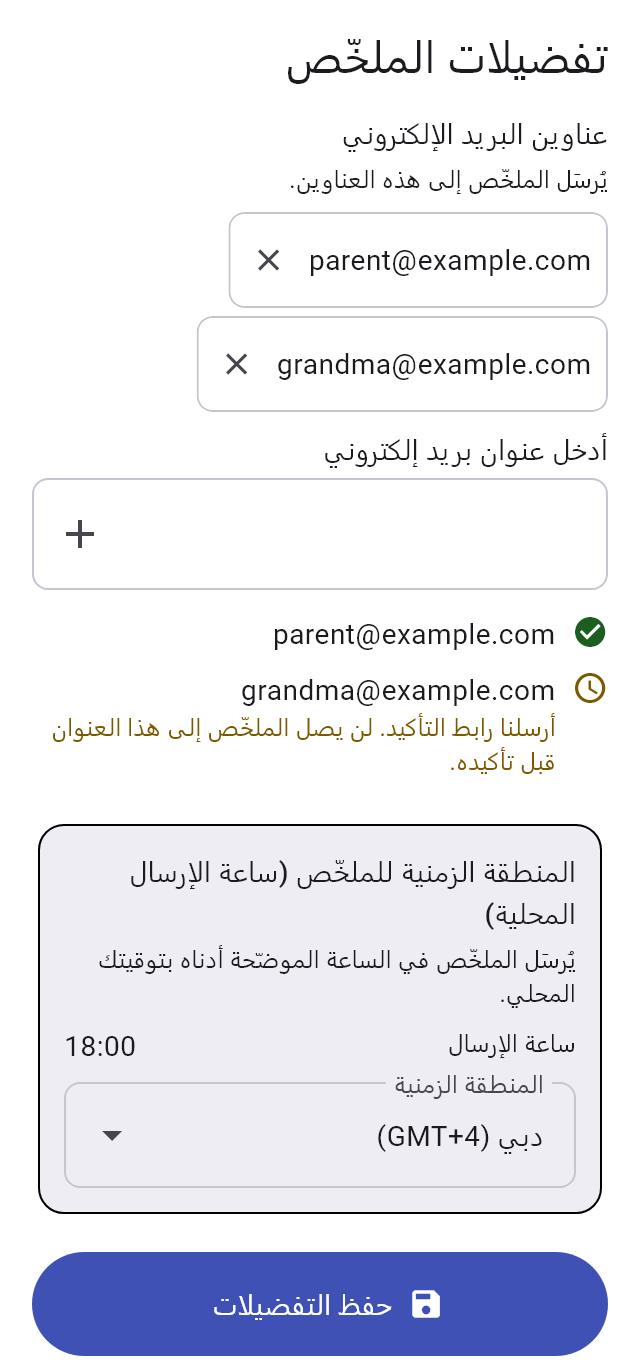 تفضيلات الملخّص
عناوين البريد الإلكتروني
يُرسَل الملخّص إلى هذه العناوين.
parent@example.com
grandma@example.com
أدخل عنوان بريد إلكتروني
parent@example.com
grandma@example.com
أرسلنا رابط التأكيد. لن يصل الملخّص إلى هذا العنوان
قبل تأكيده.
المنطقة الزمنية للملخّص (ساعة الإرسال
المحلية)
يُرسَل الملخّص في الساعة الموضّحة أدناه بتوقيتك
المحلي.
ساعة الإرسال 18:00
المنطقة الزمنية
دبي (GMT+4)
حفظ التفضيلات